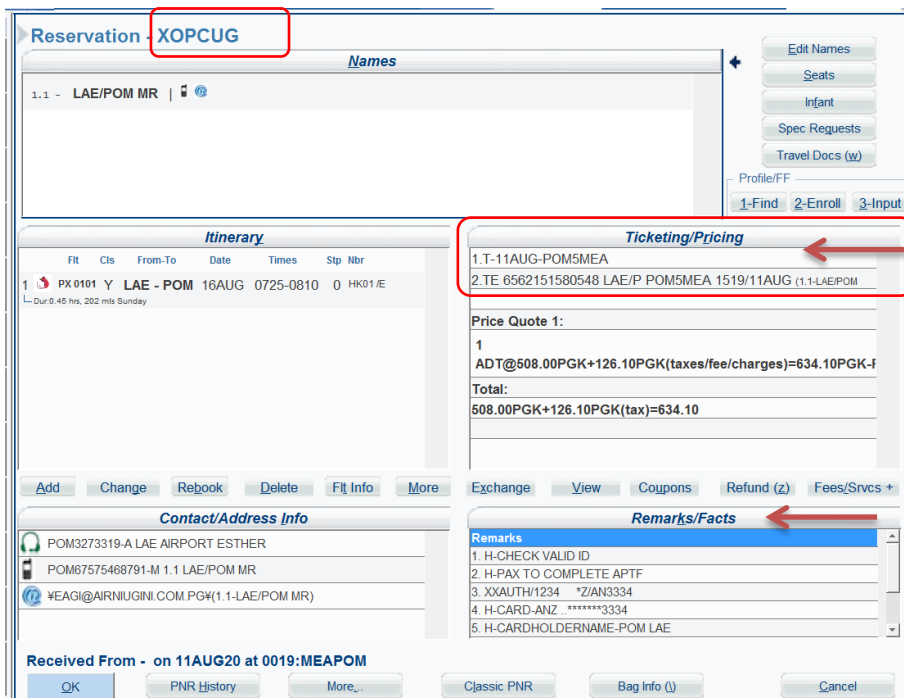 Reservation - XOPCUG
Names
1.1 - LAE/POM MR |
Edit Names
Seats
Infant
Spec Requests
Travel Docs (w)
Profile/FF
1-Find 2-Enroll 3-Input
Itinerary
Flt Cls From-To Date Times Stp Nbr
1 PX 0101 Y LAE - POM 16AUG 0725-0810 0 HK01 /E
Dur:0.45 hrs, 202 mls Sunday
Ticketing/Pricing
1.T-11AUG-POM5MEA
2.TE 6562151580548 LAE/P POM5MEA 1519/11AUG (1.1-LAE/POM
Price Quote 1:
1
ADT@508.00PGK+126.10PGK(taxes/fee/charges)=634.10PGK-F
Total:
508.00PGK+126.10PGK(tax)=634.10
Add Change Rebook Delete Flt Info More
Exchange View Coupons Refund (z) Fees/Srvcs +
Contact/Address Info
POM3273319-A LAE AIRPORT ESTHER
POM67575468791-M 1.1 LAE/POM MR
¥EAGI@AIRNIUGINI.COM.PG¥(1.1-LAE/POM MR)
Remarks/Facts
Remarks
1. H-CHECK VALID ID
2. H-PAX TO COMPLETE APTF
3. XXAUTH/1234 *Z/AN3334
4. H-CARD-ANZ ..*******3334
5. H-CARDHOLDERNAME-POM LAE
Received From - on 11AUG20 at 0019:MEAPOM
OK PNR History More... Classic PNR Bag Info (\) Cancel